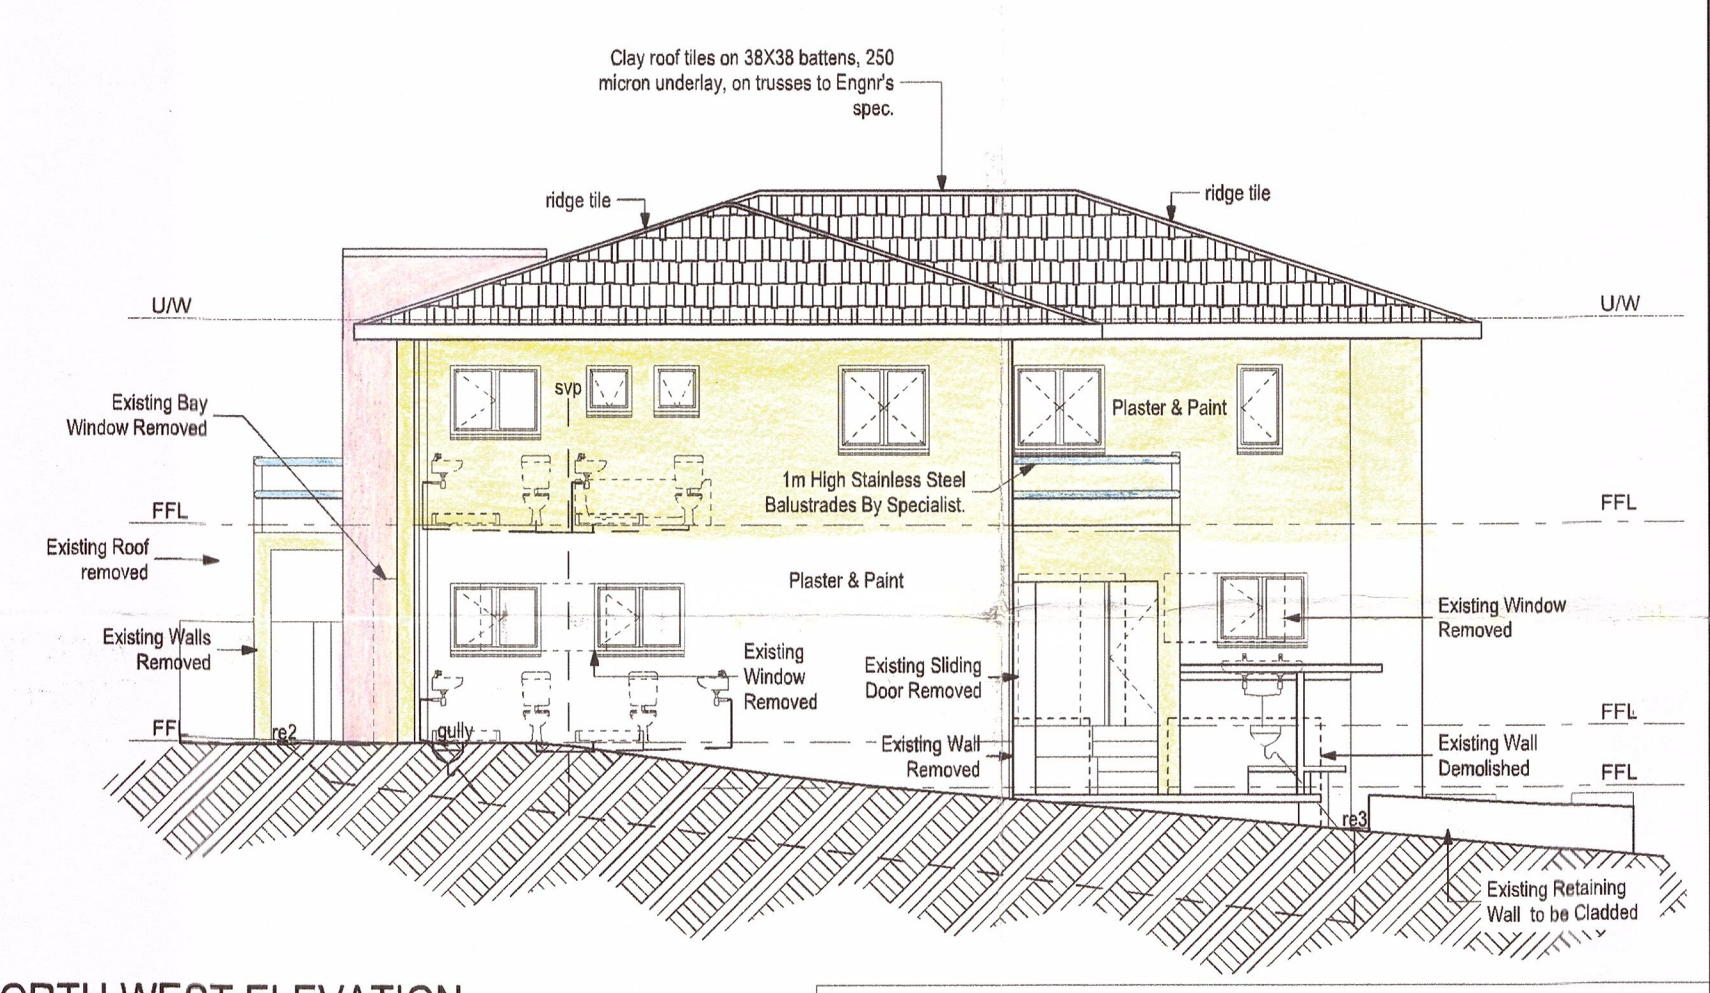 Clay roof tiles on 38X38 battens, 250
micron underlay, on trusses to Engnr's
spec.
ridge tile
ridge tile
U/W
U/W
Existing Bay
Window Removed
svp
Plaster & Paint
1m High Stainless Steel
Balustrades By Specialist.
FFL
FFL
Existing Roof
removed
Plaster & Paint
Existing Window
Removed
Existing Walls
Removed
Existing
Window
Removed
Existing Sliding
Door Removed
FFL
FFL
re2
gully
Existing Wall
Removed
Existing Wall
Demolished
FFL
re3
Existing Retaining
Wall to be Cladded
NORTH WEST ELEVATION